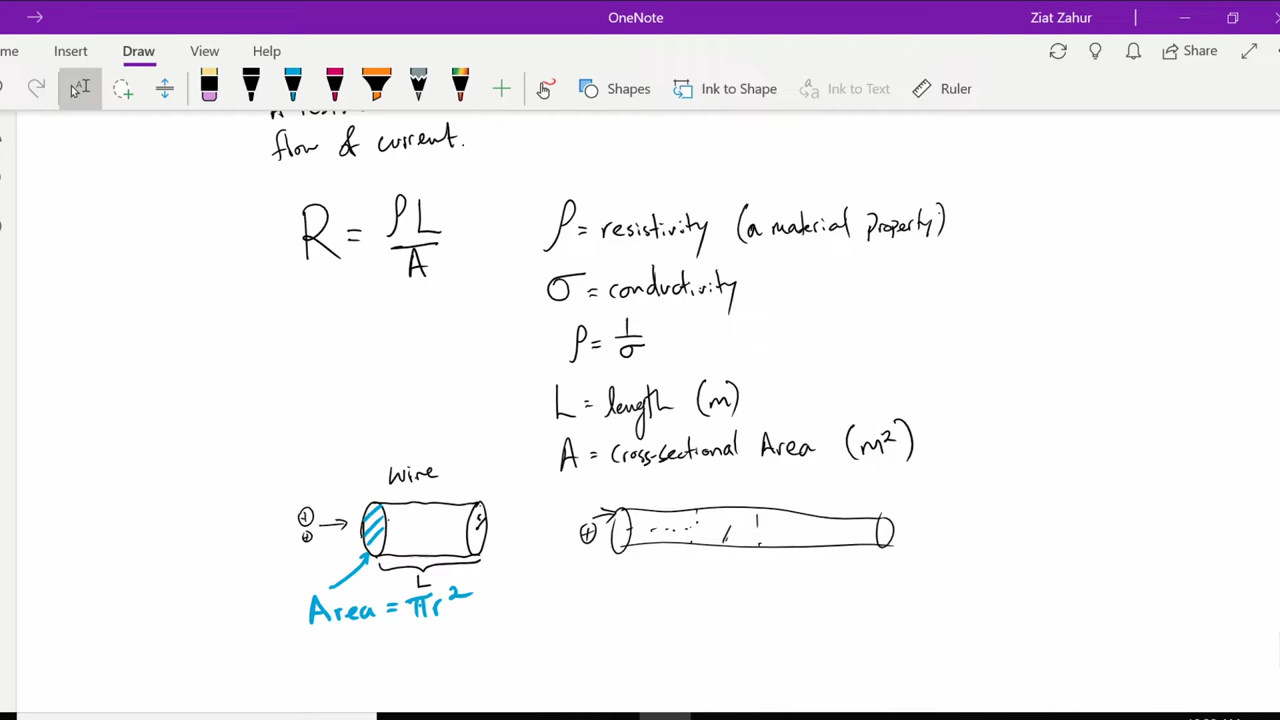 OneNote
Ziat Zahur
me Insert Draw View Help
Share
Shapes
Ink to Shape
Ink to Text
Ruler
flow of current.
R = ρL/A
ρ = resistivity (a material property)
σ = conductivity
ρ = 1/σ
L = length (m)
A = cross-sectional Area (m²)
wire
+
+
+
L
Area = πr²